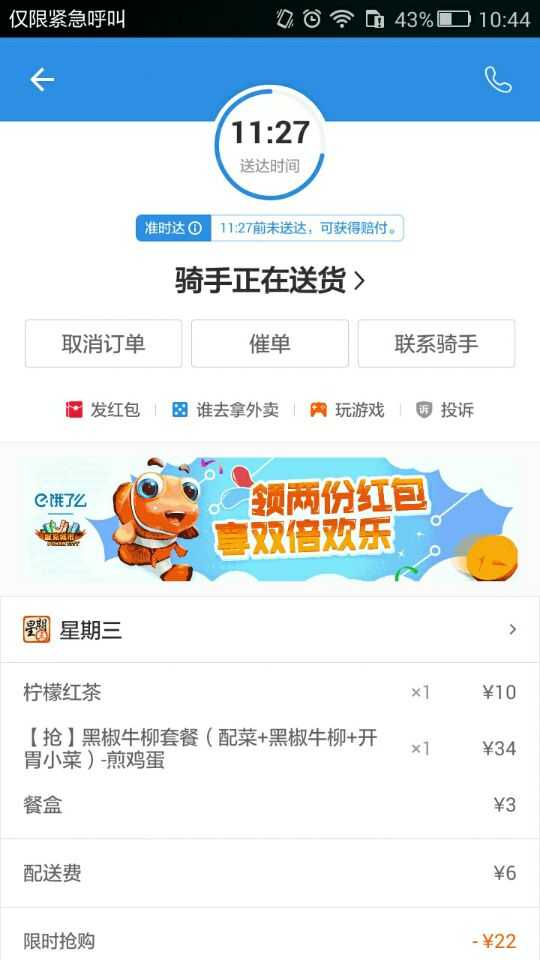 仅限紧急呼叫
43% 10:44
11:27
送达时间
准时达 11:27前未送达，可获得赔付。
骑手正在送货
取消订单 催单 联系骑手
发红包 谁去拿外卖 玩游戏 诉 投诉
饿了么
领两份红包
享双倍欢乐
星期三
柠檬红茶 ×1 ¥10
【抢】黑椒牛柳套餐（配菜+黑椒牛柳+开
胃小菜）-煎鸡蛋 ×1 ¥34
餐盒 ¥3
配送费 ¥6
限时抢购 - ¥22